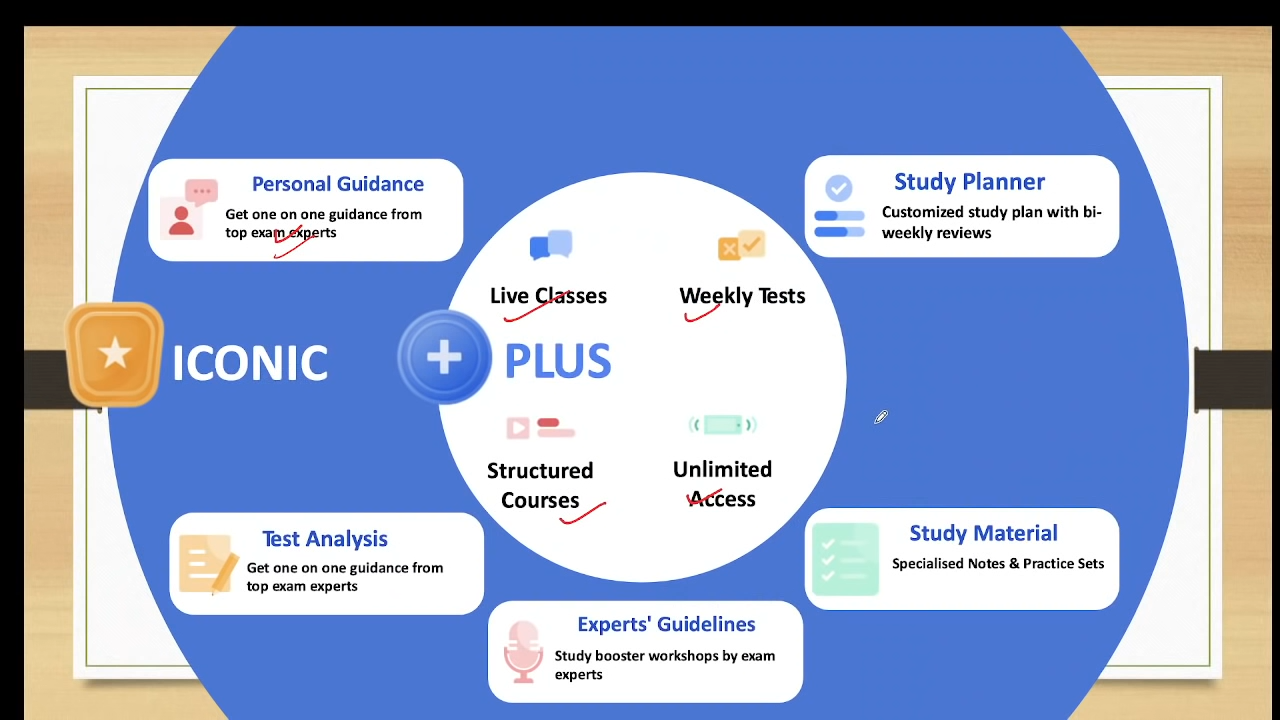 Personal Guidance
Get one on one guidance from
top exam experts
Study Planner
Customized study plan with bi-
weekly reviews
Live Classes
Weekly Tests
ICONIC
PLUS
Structured
Courses
Unlimited
Access
Test Analysis
Get one on one guidance from
top exam experts
Study Material
Specialised Notes & Practice Sets
Experts' Guidelines
Study booster workshops by exam
experts